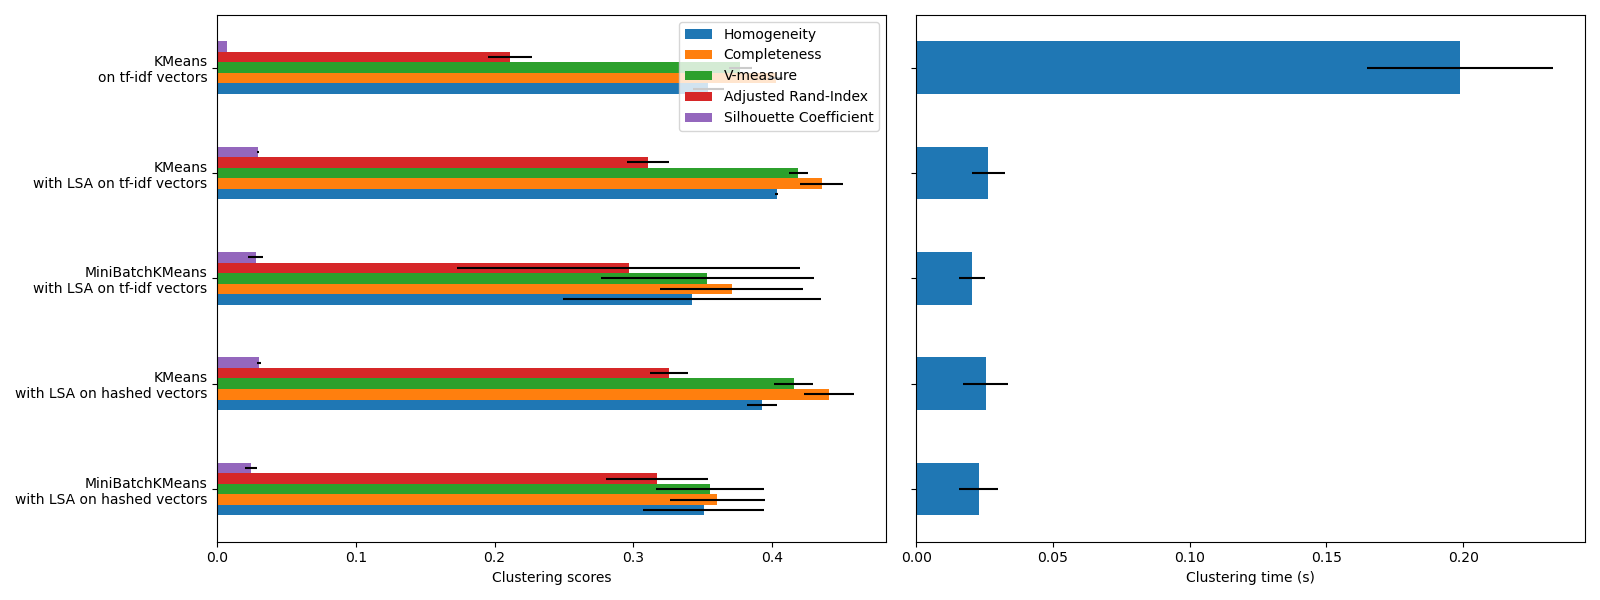 KMeans
on tf-idf vectors
KMeans
with LSA on tf-idf vectors
MiniBatchKMeans
with LSA on tf-idf vectors
KMeans
with LSA on hashed vectors
MiniBatchKMeans
with LSA on hashed vectors
Homogeneity
Completeness
V-measure
Adjusted Rand-Index
Silhouette Coefficient
0.0 0.1 0.2 0.3 0.4
Clustering scores
0.00 0.05 0.10 0.15 0.20
Clustering time (s)